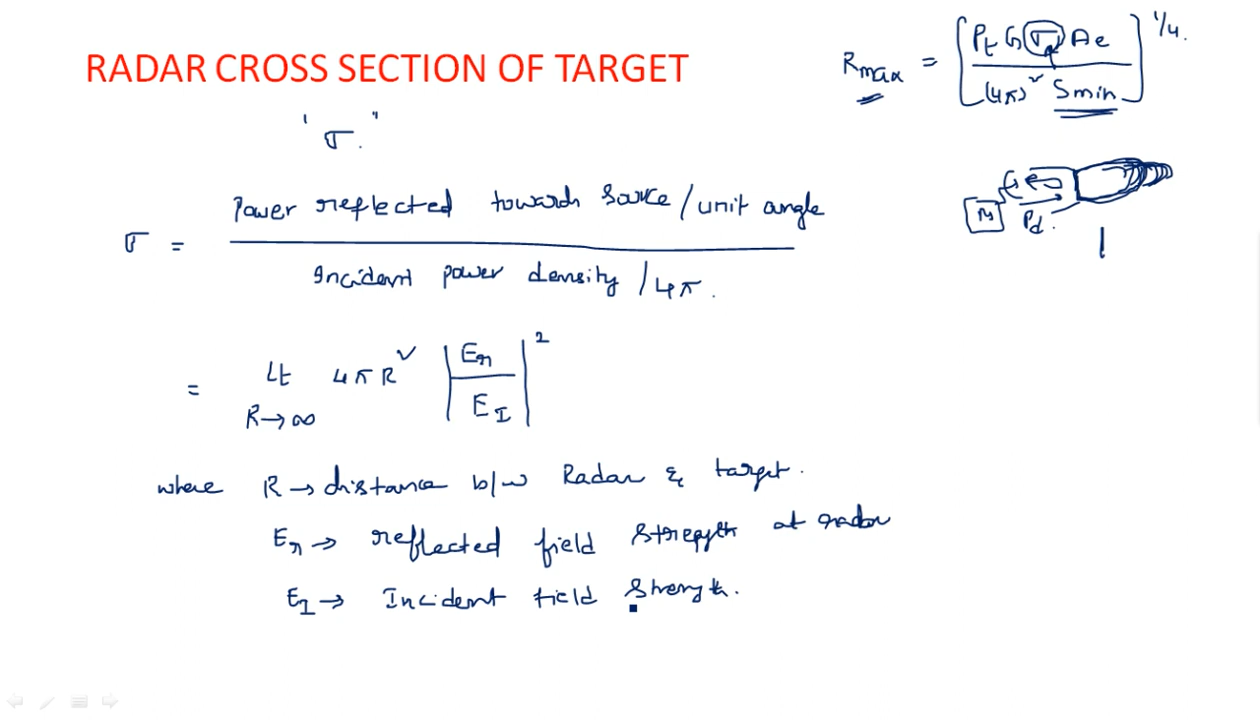 RADAR CROSS SECTION OF TARGET
Rmax = [Pt G σ Ae / (4π)² Smin]^1/4.
'σ.'
σ = Power reflected towards source/unit angle / Incident power density/4π.
Pd.
= Lt R→∞ 4πR² |Er / EI|²
where R → distance b/w Radar & target.
Er → reflected field strength at radar
EI → Incident field strength.